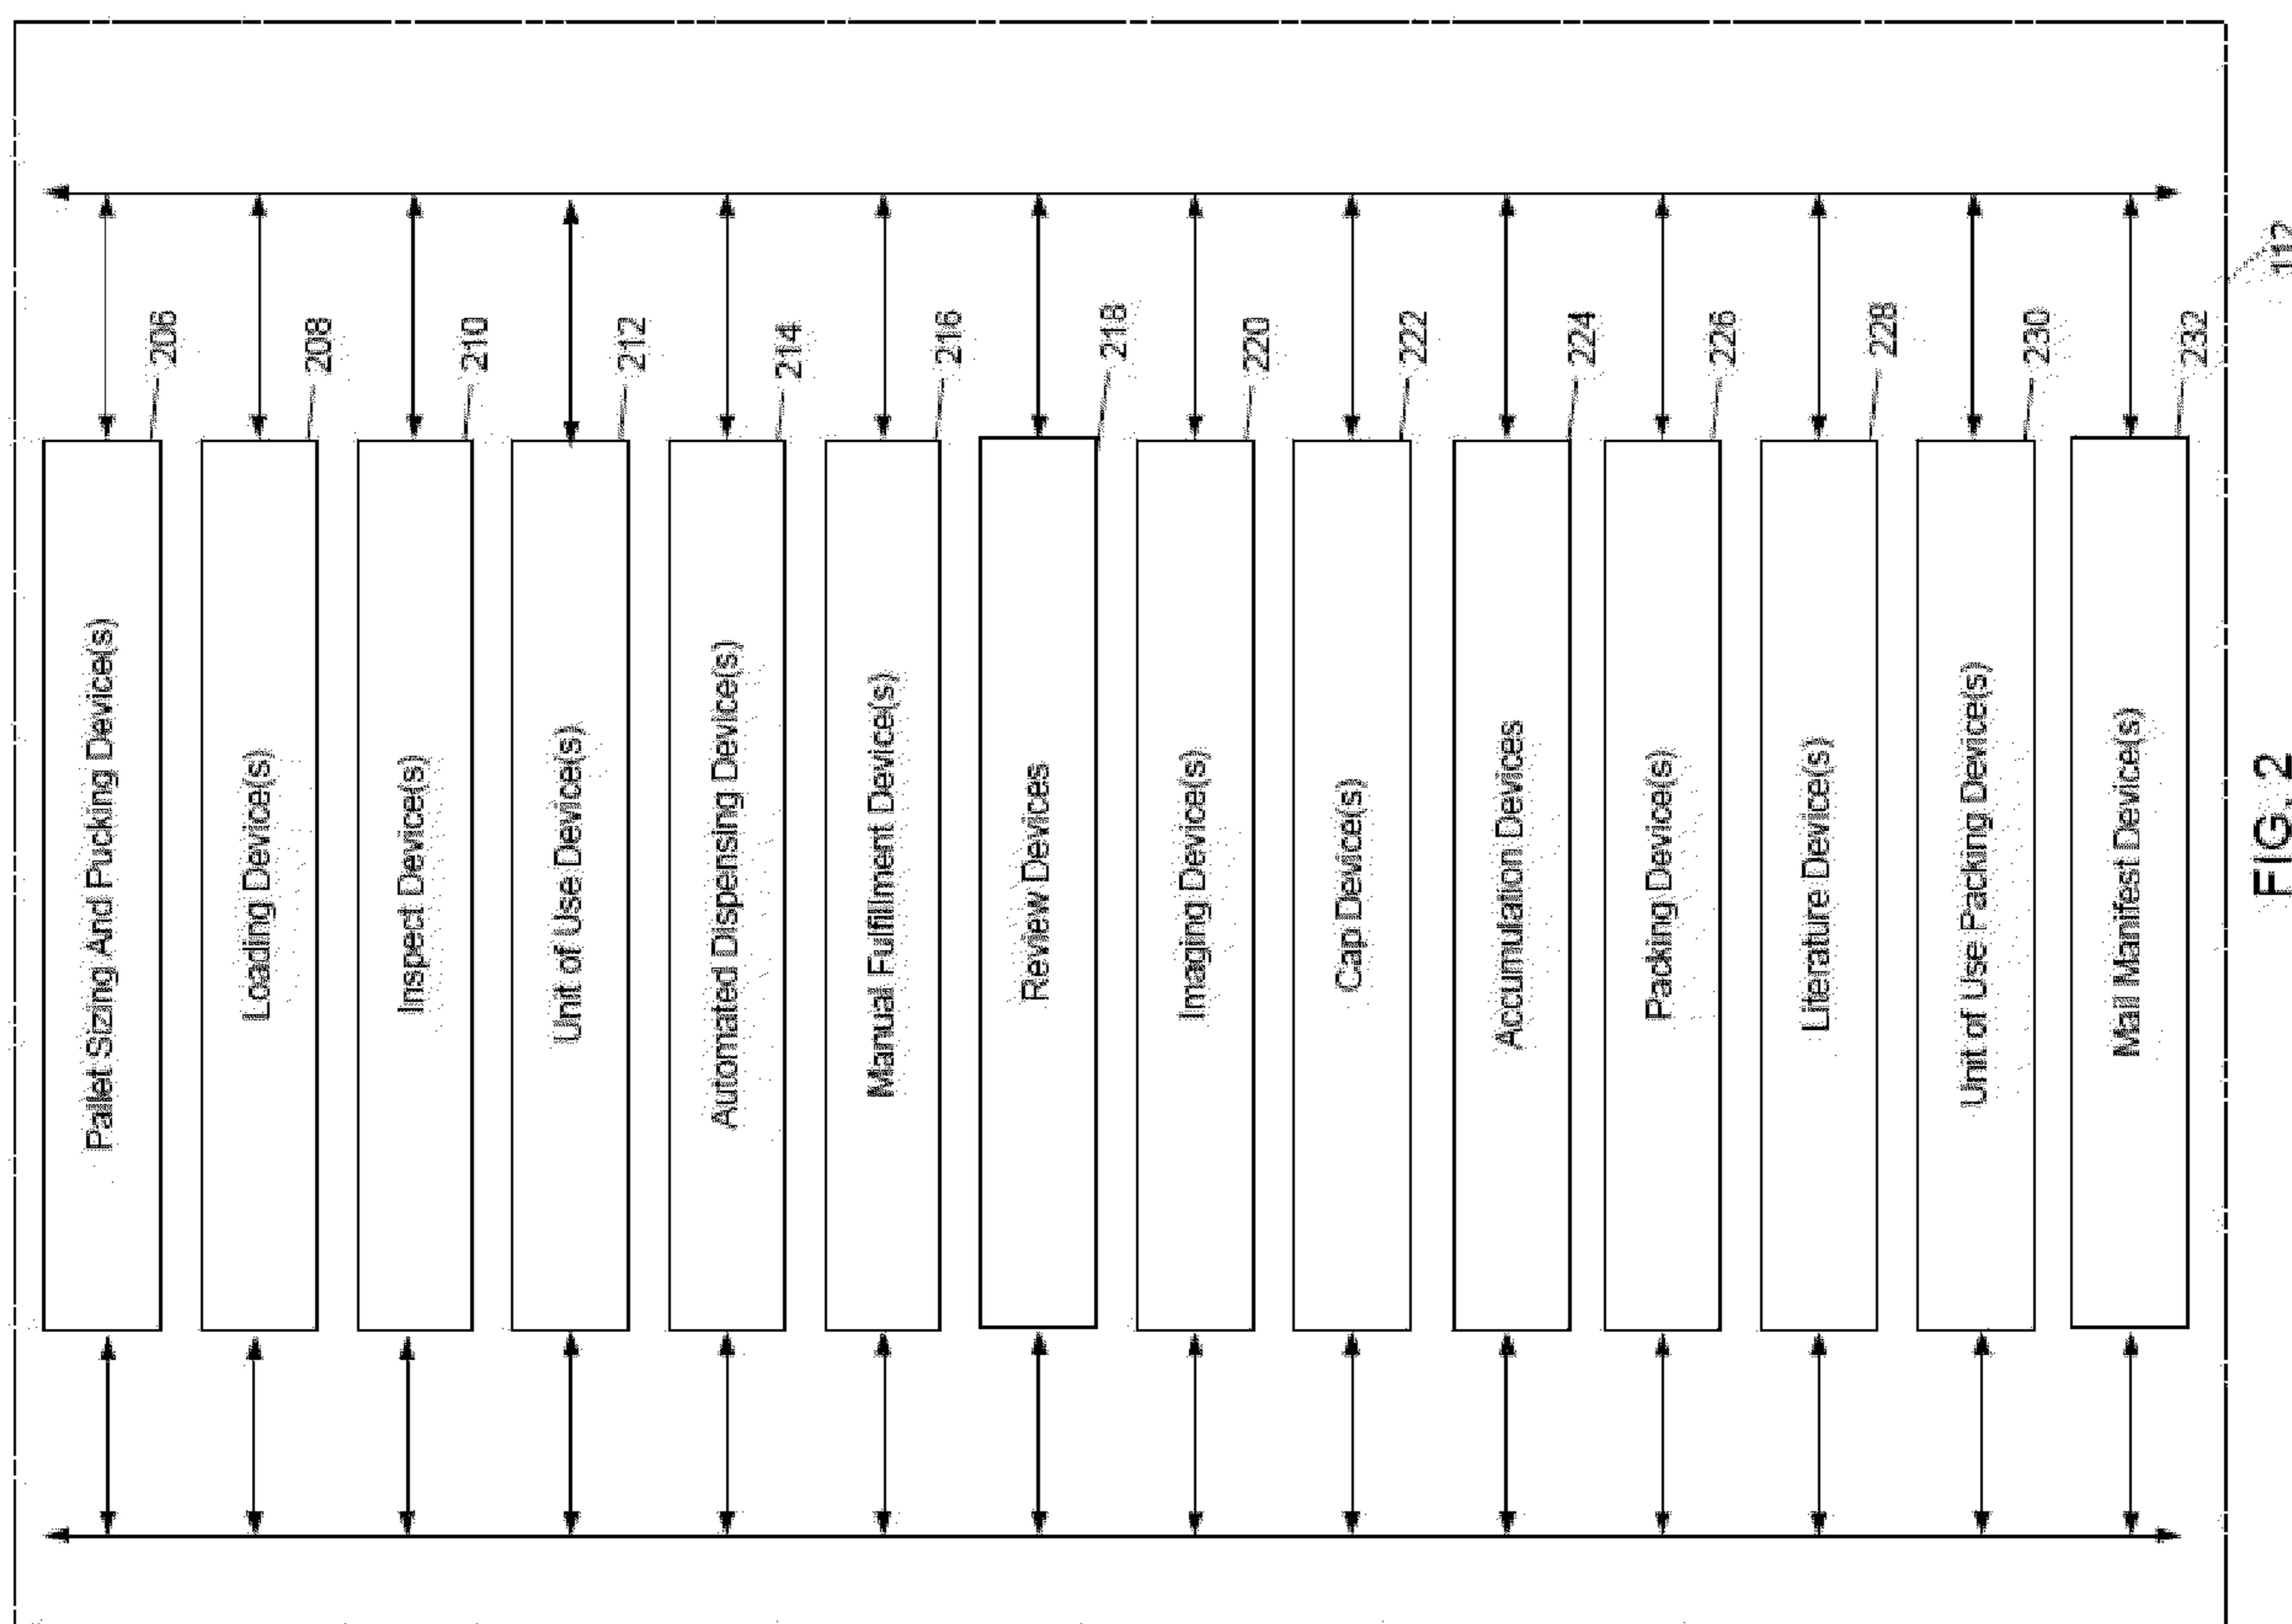 Pallet Sizing And Pucking Device(s)
206
Loading Device(s)
208
Inspect Device(s)
210
Unit of Use Device(s)
212
Automated Dispensing Device(s)
214
Manual Fulfillment Device(s)
216
Review Devices
218
Imaging Device(s)
220
Cap Device(s)
222
Accumulation Devices
224
Packing Device(s)
226
Literature Device(s)
228
Unit of Use Packing Device(s)
230
Mail Manifest Device(s)
232
112
FIG. 2